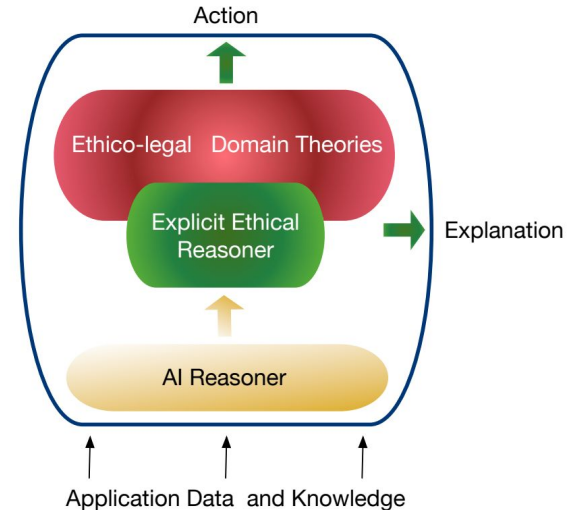 Action
Ethico-legal Domain Theories
Explicit Ethical
Reasoner
Explanation
AI Reasoner
Application Data and Knowledge